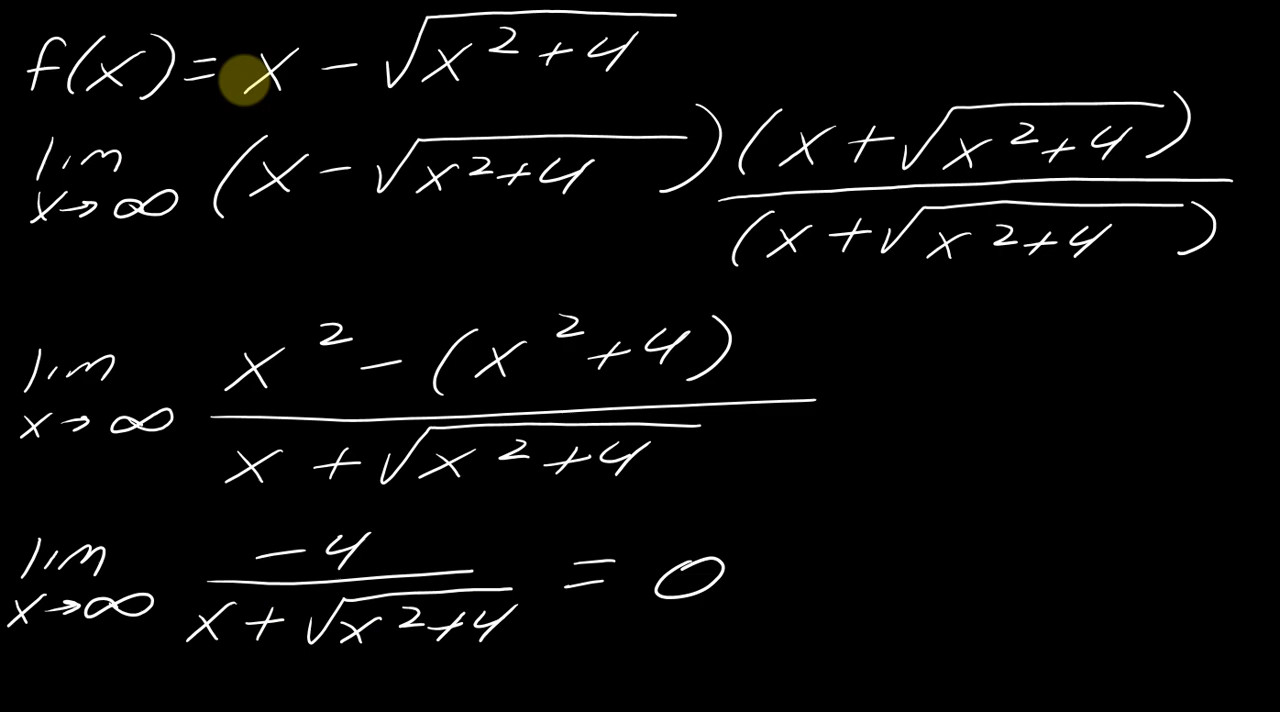 f(x) = x - √(x²+4)
lim x→∞ (x - √(x²+4)) (x + √(x²+4)) / (x + √(x²+4))
lim x→∞ x² - (x²+4) / x + √(x²+4)
lim x→∞ -4 / x + √(x²+4) = 0